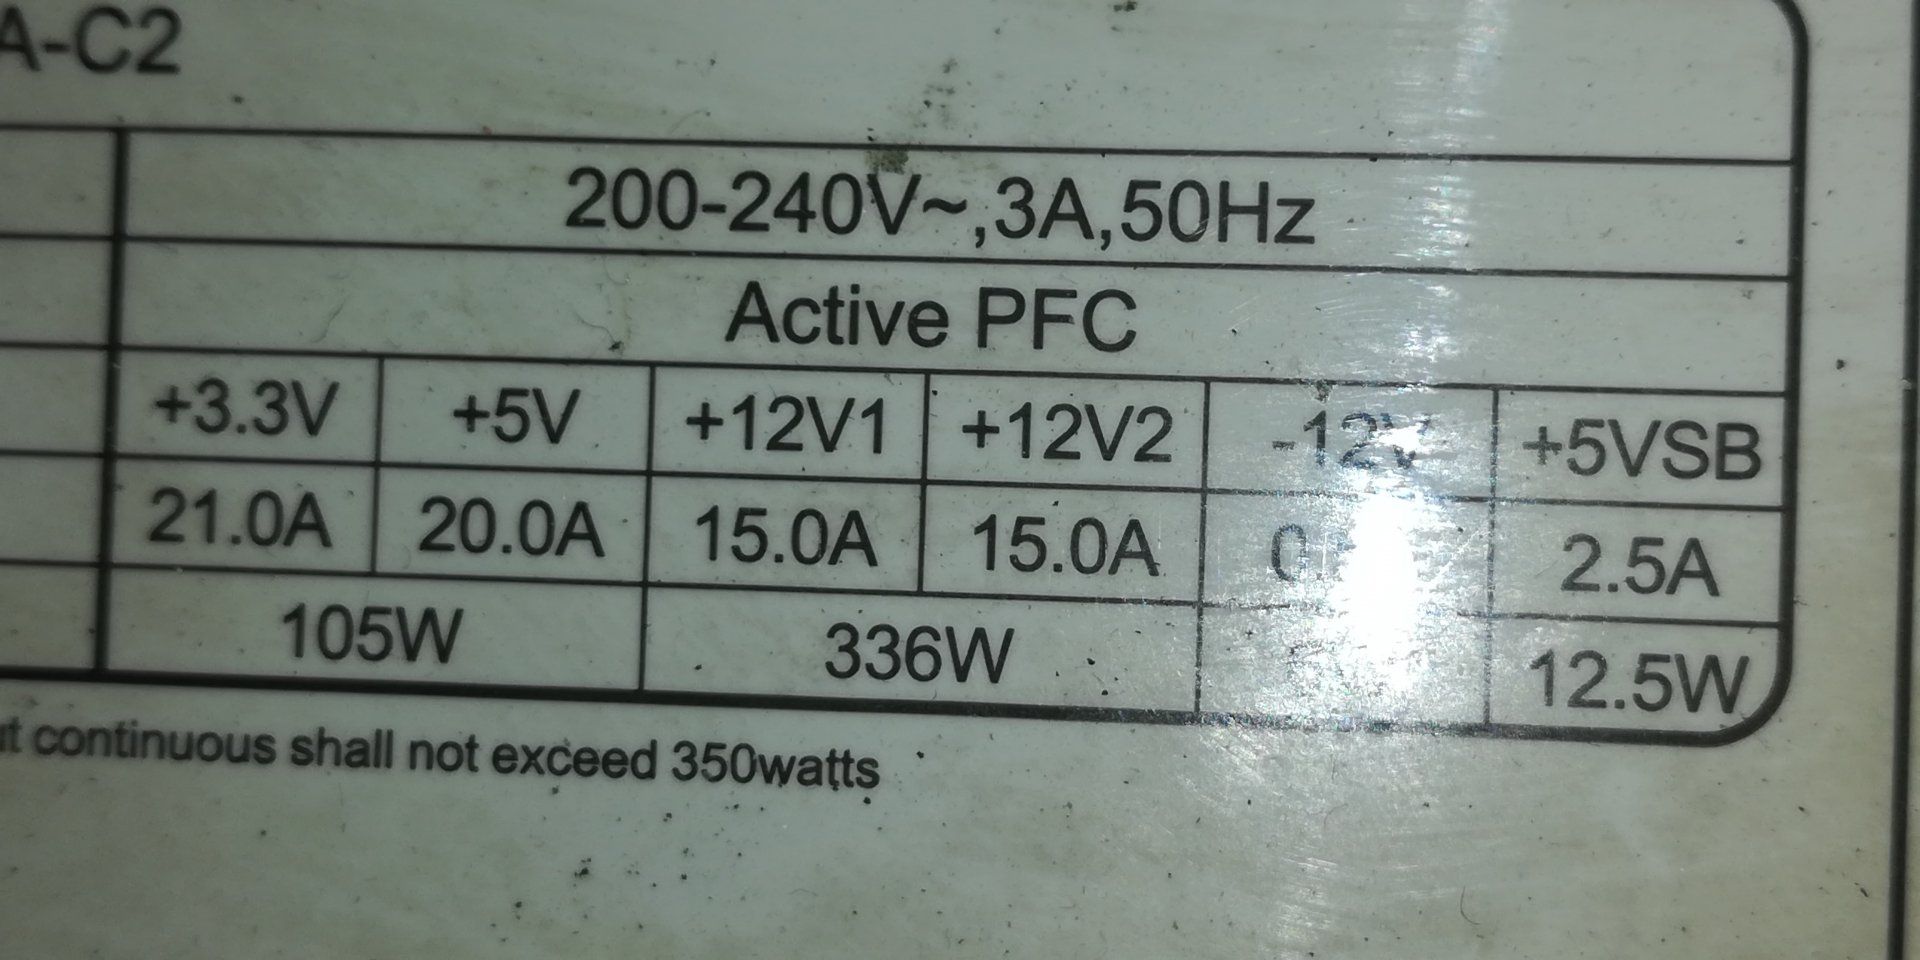 A-C2
200-240V~,3A,50Hz
Active PFC
+3.3V +5V +12V1 +12V2 -12V +5VSB
21.0A 20.0A 15.0A 15.0A 2.5A
105W 336W 12.5W
continuous shall not exceed 350watts